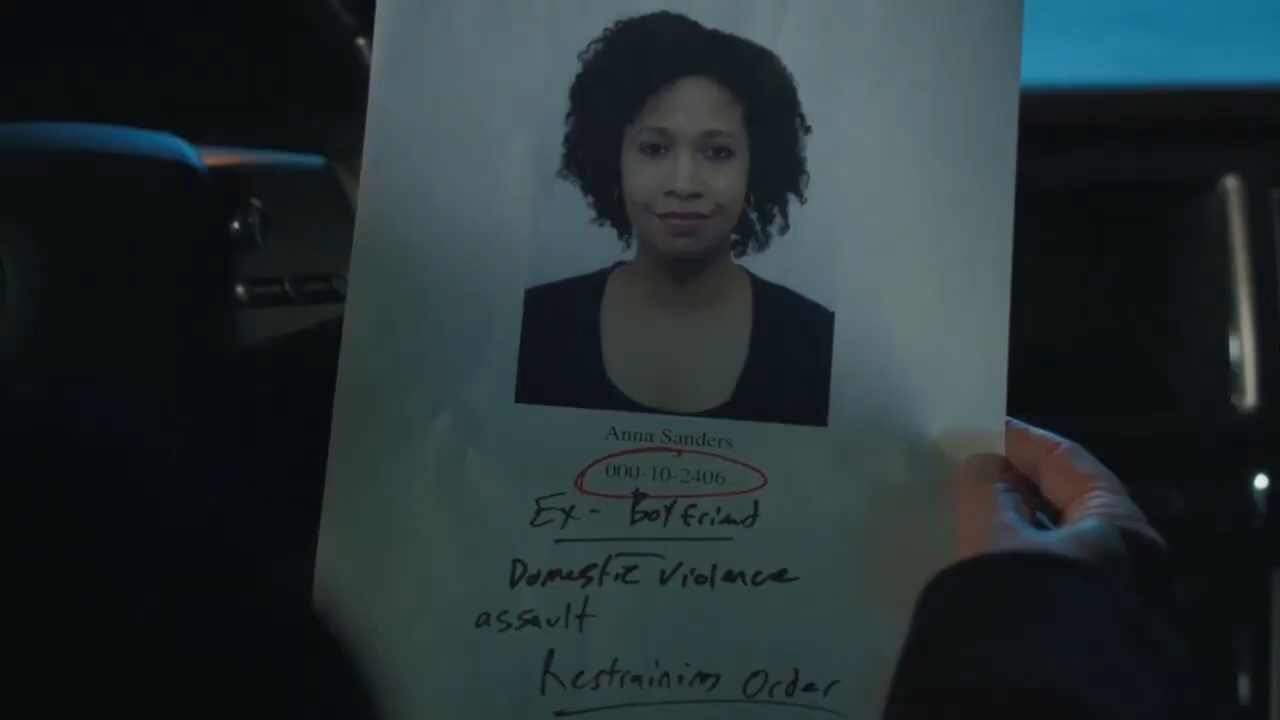 Anna Sanders
000-10-2406
Ex- Boyfriend
Domestic Violence
assault
Restraining Order